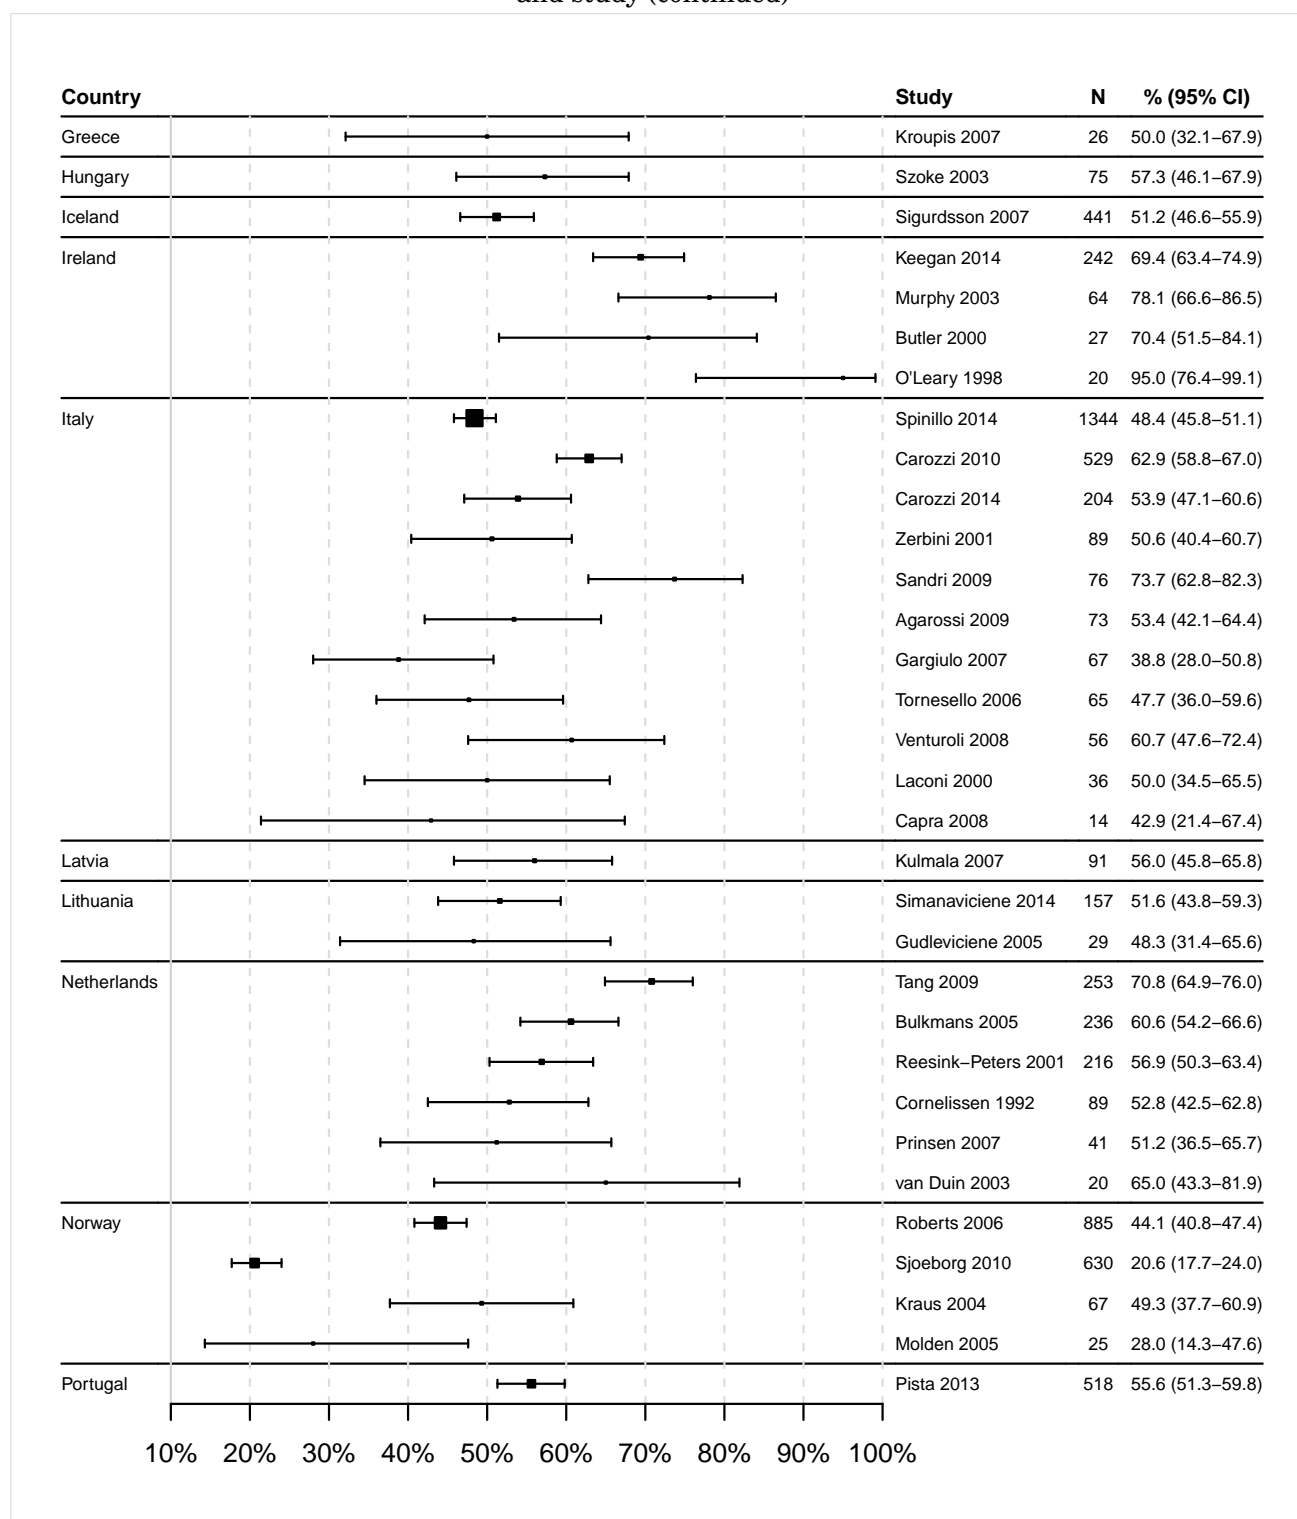 and study (continued)
Country Study N % (95% CI)
Greece Kroupis 2007 26 50.0 (32.1−67.9)
Hungary Szoke 2003 75 57.3 (46.1−67.9)
Iceland Sigurdsson 2007 441 51.2 (46.6−55.9)
Ireland Keegan 2014 242 69.4 (63.4−74.9)
Murphy 2003 64 78.1 (66.6−86.5)
Butler 2000 27 70.4 (51.5−84.1)
O'Leary 1998 20 95.0 (76.4−99.1)
Italy Spinillo 2014 1344 48.4 (45.8−51.1)
Carozzi 2010 529 62.9 (58.8−67.0)
Carozzi 2014 204 53.9 (47.1−60.6)
Zerbini 2001 89 50.6 (40.4−60.7)
Sandri 2009 76 73.7 (62.8−82.3)
Agarossi 2009 73 53.4 (42.1−64.4)
Gargiulo 2007 67 38.8 (28.0−50.8)
Tornesello 2006 65 47.7 (36.0−59.6)
Venturoli 2008 56 60.7 (47.6−72.4)
Laconi 2000 36 50.0 (34.5−65.5)
Capra 2008 14 42.9 (21.4−67.4)
Latvia Kulmala 2007 91 56.0 (45.8−65.8)
Lithuania Simanaviciene 2014 157 51.6 (43.8−59.3)
Gudleviciene 2005 29 48.3 (31.4−65.6)
Netherlands Tang 2009 253 70.8 (64.9−76.0)
Bulkmans 2005 236 60.6 (54.2−66.6)
Reesink−Peters 2001 216 56.9 (50.3−63.4)
Cornelissen 1992 89 52.8 (42.5−62.8)
Prinsen 2007 41 51.2 (36.5−65.7)
van Duin 2003 20 65.0 (43.3−81.9)
Norway Roberts 2006 885 44.1 (40.8−47.4)
Sjoeborg 2010 630 20.6 (17.7−24.0)
Kraus 2004 67 49.3 (37.7−60.9)
Molden 2005 25 28.0 (14.3−47.6)
Portugal Pista 2013 518 55.6 (51.3−59.8)
10% 20% 30% 40% 50% 60% 70% 80% 90% 100%